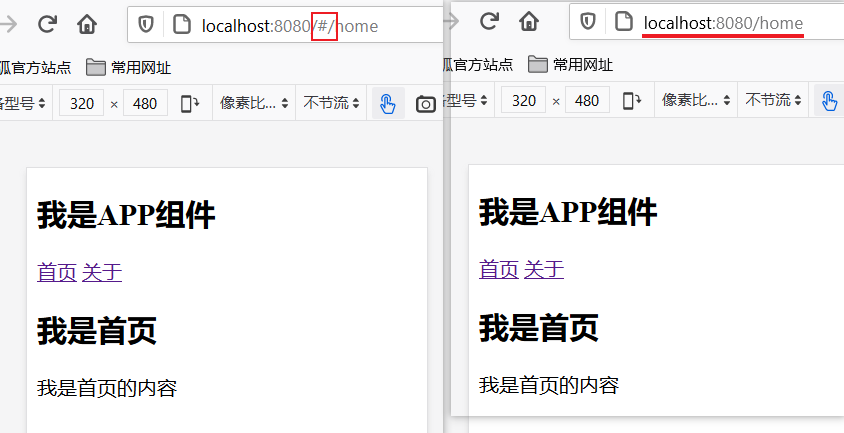 localhost:8080/#/home
狐官方站点 常用网址
备型号 320 × 480 像素比... 不节流
我是APP组件
首页 关于
我是首页
我是首页的内容
localhost:8080/home
狐官方站点 常用网址
备型号 320 × 480 像素比... 不节流
我是APP组件
首页 关于
我是首页
我是首页的内容